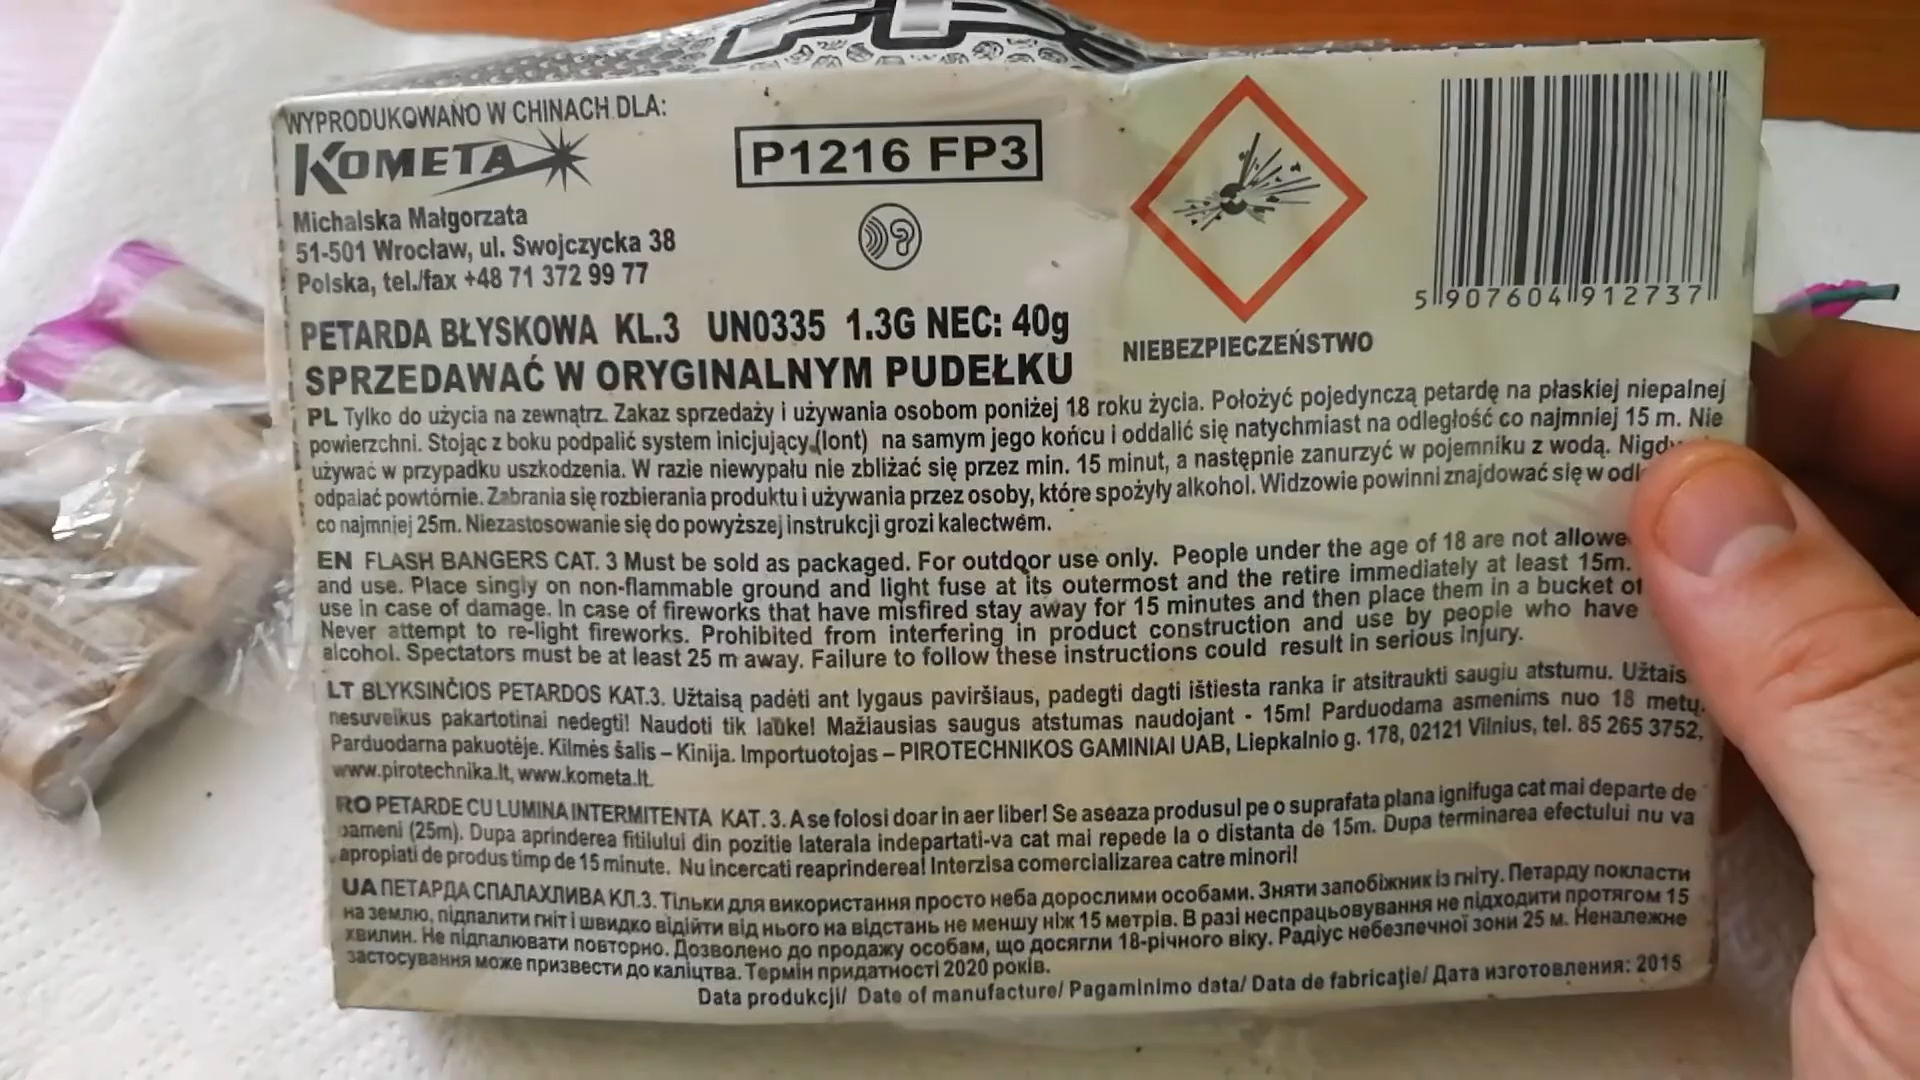 WYPRODUKOWANO W CHINACH DLA:
KOMETA
Michalska Małgorzata
51-501 Wrocław, ul. Swojczycka 38
Polska, tel./fax +48 71 372 99 77
P1216 FP3
5 907604 912737
NIEBEZPIECZEŃSTWO
PETARDA BŁYSKOWA KL.3 UN0335 1.3G NEC: 40g
SPRZEDAWAĆ W ORYGINALNYM PUDEŁKU
PL Tylko do użycia na zewnątrz. Zakaz sprzedaży i używania osobom poniżej 18 roku życia. Położyć pojedynczą petardę na płaskiej niepalnej
powierzchni. Stojąc z boku podpalić system inicjujący (lont) na samym jego końcu i oddalić się natychmiast na odległość co najmniej 15 m. Nie
używać w przypadku uszkodzenia. W razie niewypału nie zbliżać się przez min. 15 minut, a następnie zanurzyć w pojemniku z wodą.
odpalać powtórnie. Zabrania się rozbierania produktu i używania przez osoby, które spożyły alkohol. Widzowie powinni znajdować się w
co najmniej 25m. Niezastosowanie się do powyższej instrukcji grozi kalectwem.
EN FLASH BANGERS CAT. 3 Must be sold as packaged. For outdoor use only. People under the age of 18 are not
and use. Place singly on non-flammable ground and light fuse at its outermost and the retire immediately at least 15m.
use in case of damage. In case of fireworks that have misfired stay away for 15 minutes and then place them in a bucket of
Never attempt to re-light fireworks. Prohibited from interfering in product construction and use by people who have
alcohol. Spectators must be at least 25 m away. Failure to follow these instructions could result in serious injury.
LT BLYKSINČIOS PETARDOS KAT.3. Užtaisą padėti ant lygaus paviršiaus, padegti dagti ištiesta ranka ir atsitraukti saugiu atstumu. Užtais
nesuveikus pakartotinai nedegti! Naudoti tik lauke! Mažiausias saugus atstumas naudojant - 15m! Parduodama asmenims nuo 18 metų.
Parduodama pakuotėje. Kilmės šalis – Kinija. Importuotojas – PIROTECHNIKOS GAMINIAI UAB, Liepkalnio g. 178, 02121 Vilnius, tel. 85 265 3752,
www.pirotechnika.lt, www.kometa.lt.
RO PETARDE CU LUMINA INTERMITENTA KAT. 3. A se folosi doar in aer liber! Se aseaza produsul pe o suprafata plana ignifuga cat mai departe de
oameni (25m). Dupa aprinderea fitilului din pozitie laterala indepartati-va cat mai repede la o distanta de 15m. Dupa terminarea efectului nu va
apropiati de produs timp de 15 minute. Nu incercati reaprinderea! Interzisa comercializarea catre minori!
UA ПЕТАРДА СПАЛАХЛИВА КЛ.3. Тільки для використання просто неба дорослими особами. Зняти запобіжник із гніту. Петарду покласти
на землю, підпалити гніт і швидко відійти від нього на відстань не меншу ніж 15 метрів. В разі неспрацьовування не підходити протягом 15
хвилин. Не підпалювати повторно. Дозволено до продажу особам, що досягли 18-річного віку. Радіус небезпечної зони 25 м. Неналежне
застосування може призвести до каліцтва. Термін придатності 2020 років.
Data produkcji/ Date of manufacture/ Pagaminimo data/ Data de fabricaţie/ Дата изготовления: 2015